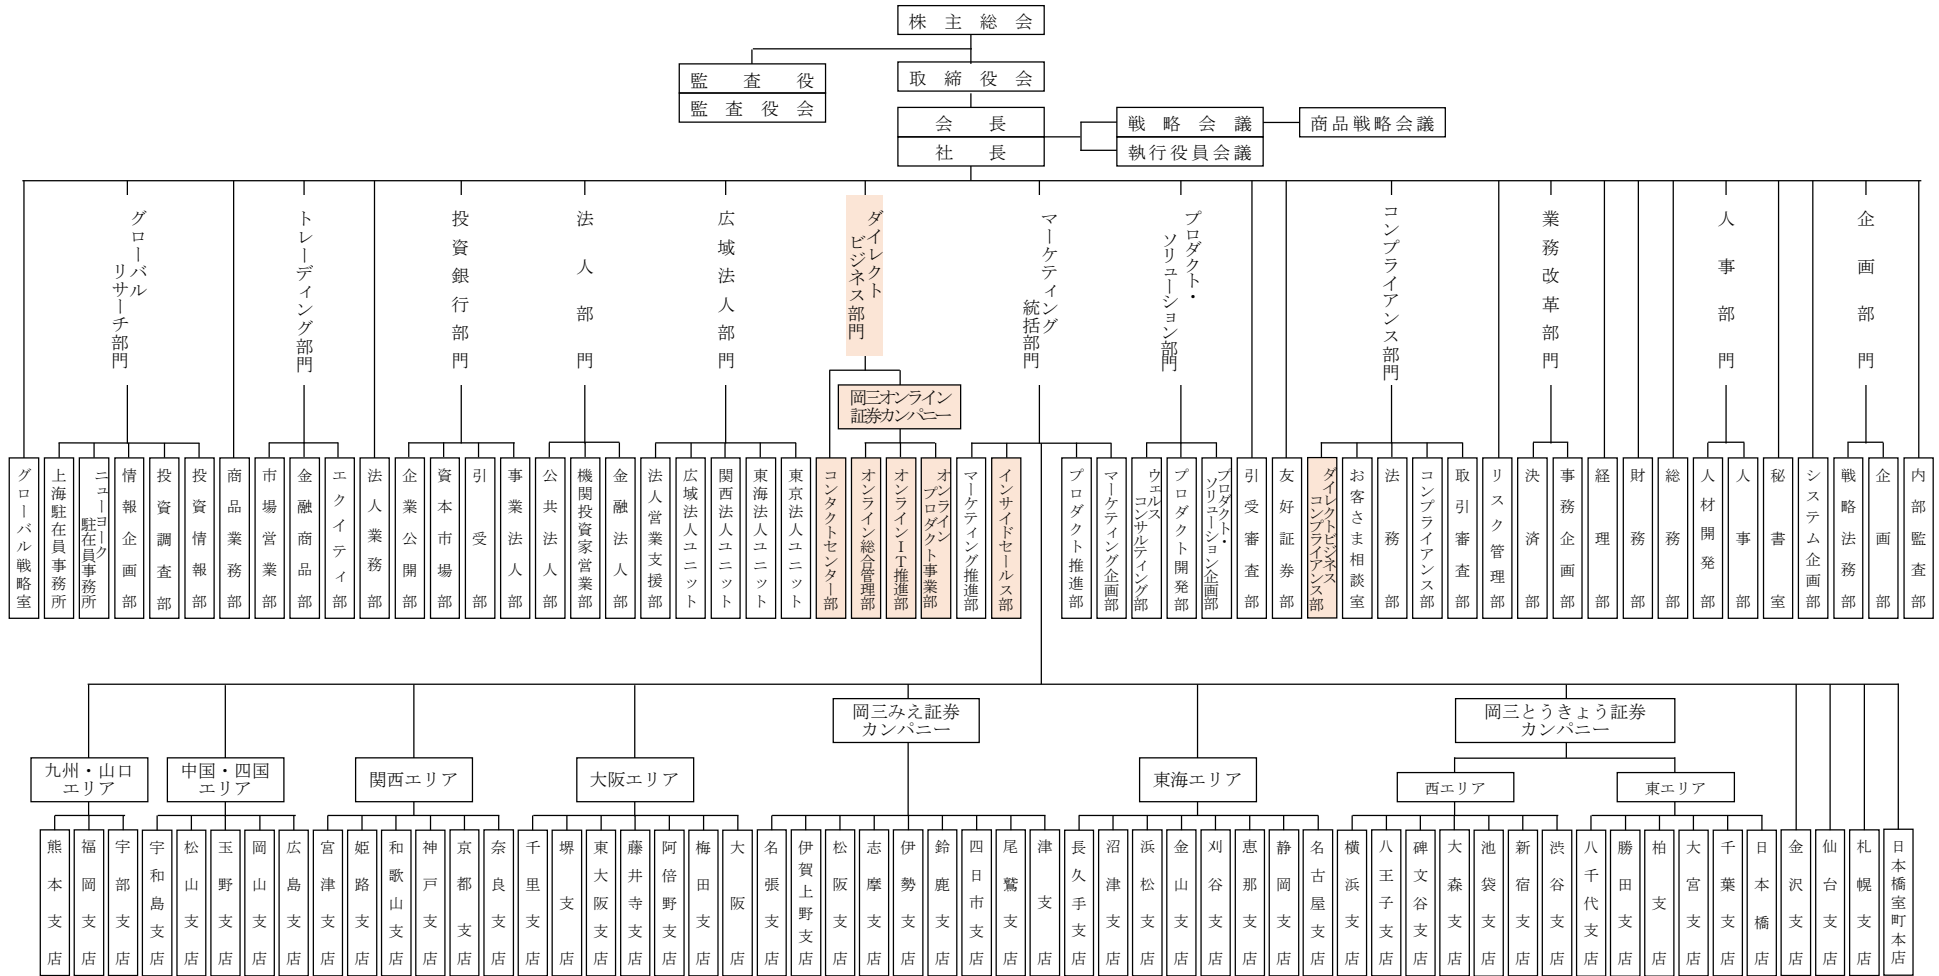 株主総会
監査役
監査役会
取締役会
会長
社長
戦略会議
執行役員会議
商品戦略会議
グローバル
リサーチ部門
トレーディング部門
投資銀行部門
法人部門
広域法人部門
ダイレクト
ビジネス部門
マーケティング
統括部門
プロダクト・
ソリューション部門
コンプライアンス部門
業務改革部門
人事部門
企画部門
岡三オンライン
証券カンパニー
グローバル戦略室
上海駐在員事務所
ニューヨーク
駐在員事務所
情報企画部
投資調査部
投資情報部
商品業務部
市場営業部
金融商品部
エクイティ部
法人業務部
企業公開部
資本市場部
引受部
事業法人部
公共法人部
機関投資家営業部
金融法人部
法人営業支援部
広域法人ユニット
関西法人ユニット
東海法人ユニット
東京法人ユニット
コンタクトセンター部
オンライン総合管理部
オンラインIT推進部
オンライン
プロダクト事業部
マーケティング推進部
インサイドセールス部
プロダクト推進部
マーケティング企画部
ウェルス
コンサルティング部
プロダクト開発部
プロダクト・
ソリューション企画部
引受審査部
友好証券部
ダイレクトビジネス
コンプライアンス部
お客さま相談室
法務部
コンプライアンス部
取引審査部
リスク管理部
決済部
事務企画部
経理部
財務部
総務部
人材開発部
人事部
秘書室
システム企画部
戦略法務部
企画部
内部監査部
岡三みえ証券
カンパニー
岡三とうきょう証券
カンパニー
九州・山口
エリア
中国・四国
エリア
関西エリア
大阪エリア
東海エリア
西エリア
東エリア
熊本支店
福岡支店
宇部支店
宇和島支店
松山支店
玉野支店
岡山支店
広島支店
宮津支店
姫路支店
和歌山支店
神戸支店
京都支店
奈良支店
千里支店
堺支店
東大阪支店
藤井寺支店
阿倍野支店
梅田支店
大阪店
名張支店
伊賀上野支店
松阪支店
志摩支店
伊勢支店
鈴鹿支店
四日市支店
尾鷲支店
津支店
長久手支店
沼津支店
浜松支店
金山支店
刈谷支店
恵那支店
静岡支店
名古屋支店
横浜支店
八王子支店
碑文谷支店
大森支店
池袋支店
新宿支店
渋谷支店
八千代支店
勝田支店
柏支店
大宮支店
千葉支店
日本橋店
金沢支店
仙台支店
札幌支店
日本橋室町本店